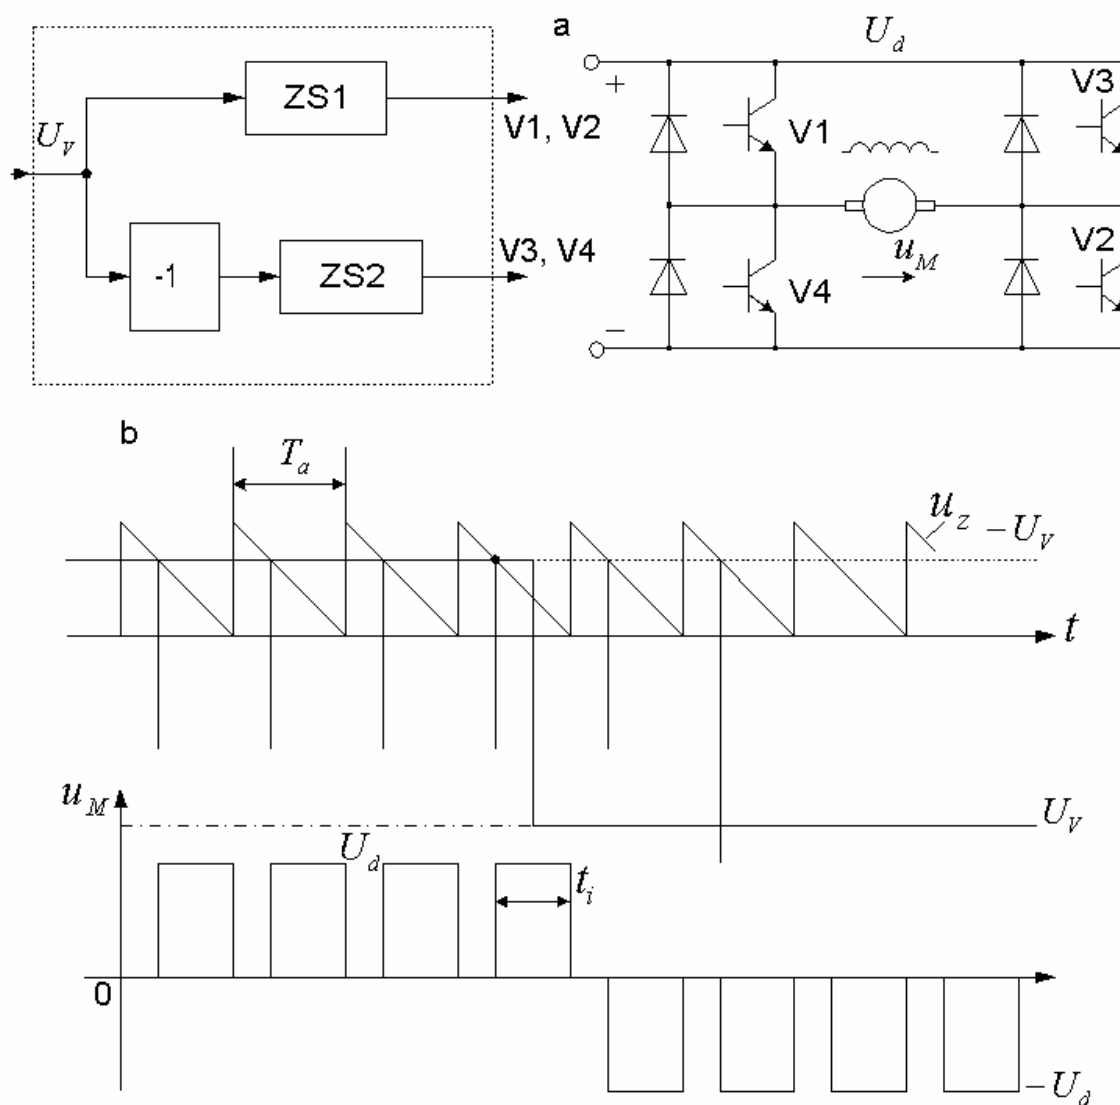 a
ZS1
V1, V2
U_V
-1
ZS2
V3, V4
U_d
+
V1
V3
u_M
V4
V2
−
b
T_a
u_z
−U_V
t
u_M
U_V
U_d
t_i
0
−U_d